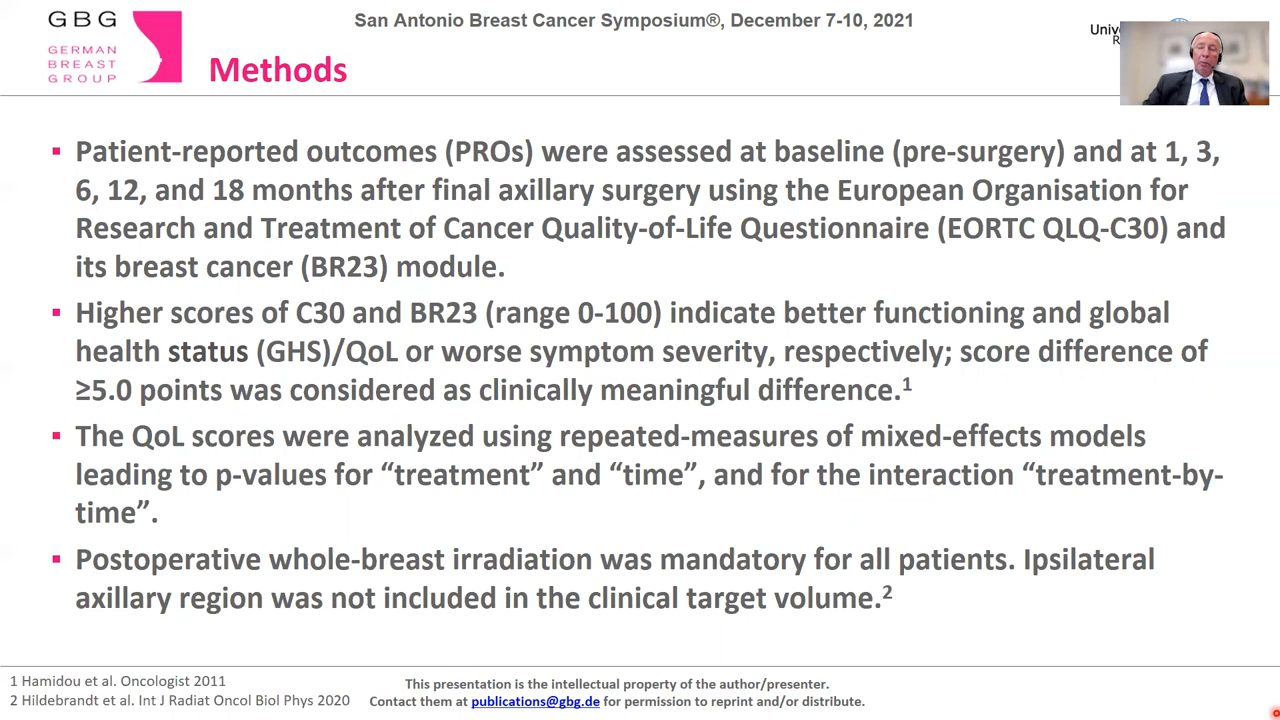 GBG
GERMAN
BREAST
GROUP
San Antonio Breast Cancer Symposium®, December 7-10, 2021
Methods
▪ Patient-reported outcomes (PROs) were assessed at baseline (pre-surgery) and at 1, 3,
6, 12, and 18 months after final axillary surgery using the European Organisation for
Research and Treatment of Cancer Quality-of-Life Questionnaire (EORTC QLQ-C30) and
its breast cancer (BR23) module.
▪ Higher scores of C30 and BR23 (range 0-100) indicate better functioning and global
health status (GHS)/QoL or worse symptom severity, respectively; score difference of
≥5.0 points was considered as clinically meaningful difference.¹
▪ The QoL scores were analyzed using repeated-measures of mixed-effects models
leading to p-values for “treatment” and “time”, and for the interaction “treatment-by-
time”.
▪ Postoperative whole-breast irradiation was mandatory for all patients. Ipsilateral
axillary region was not included in the clinical target volume.²
1 Hamidou et al. Oncologist 2011
2 Hildebrandt et al. Int J Radiat Oncol Biol Phys 2020
This presentation is the intellectual property of the author/presenter.
Contact them at publications@gbg.de for permission to reprint and/or distribute.